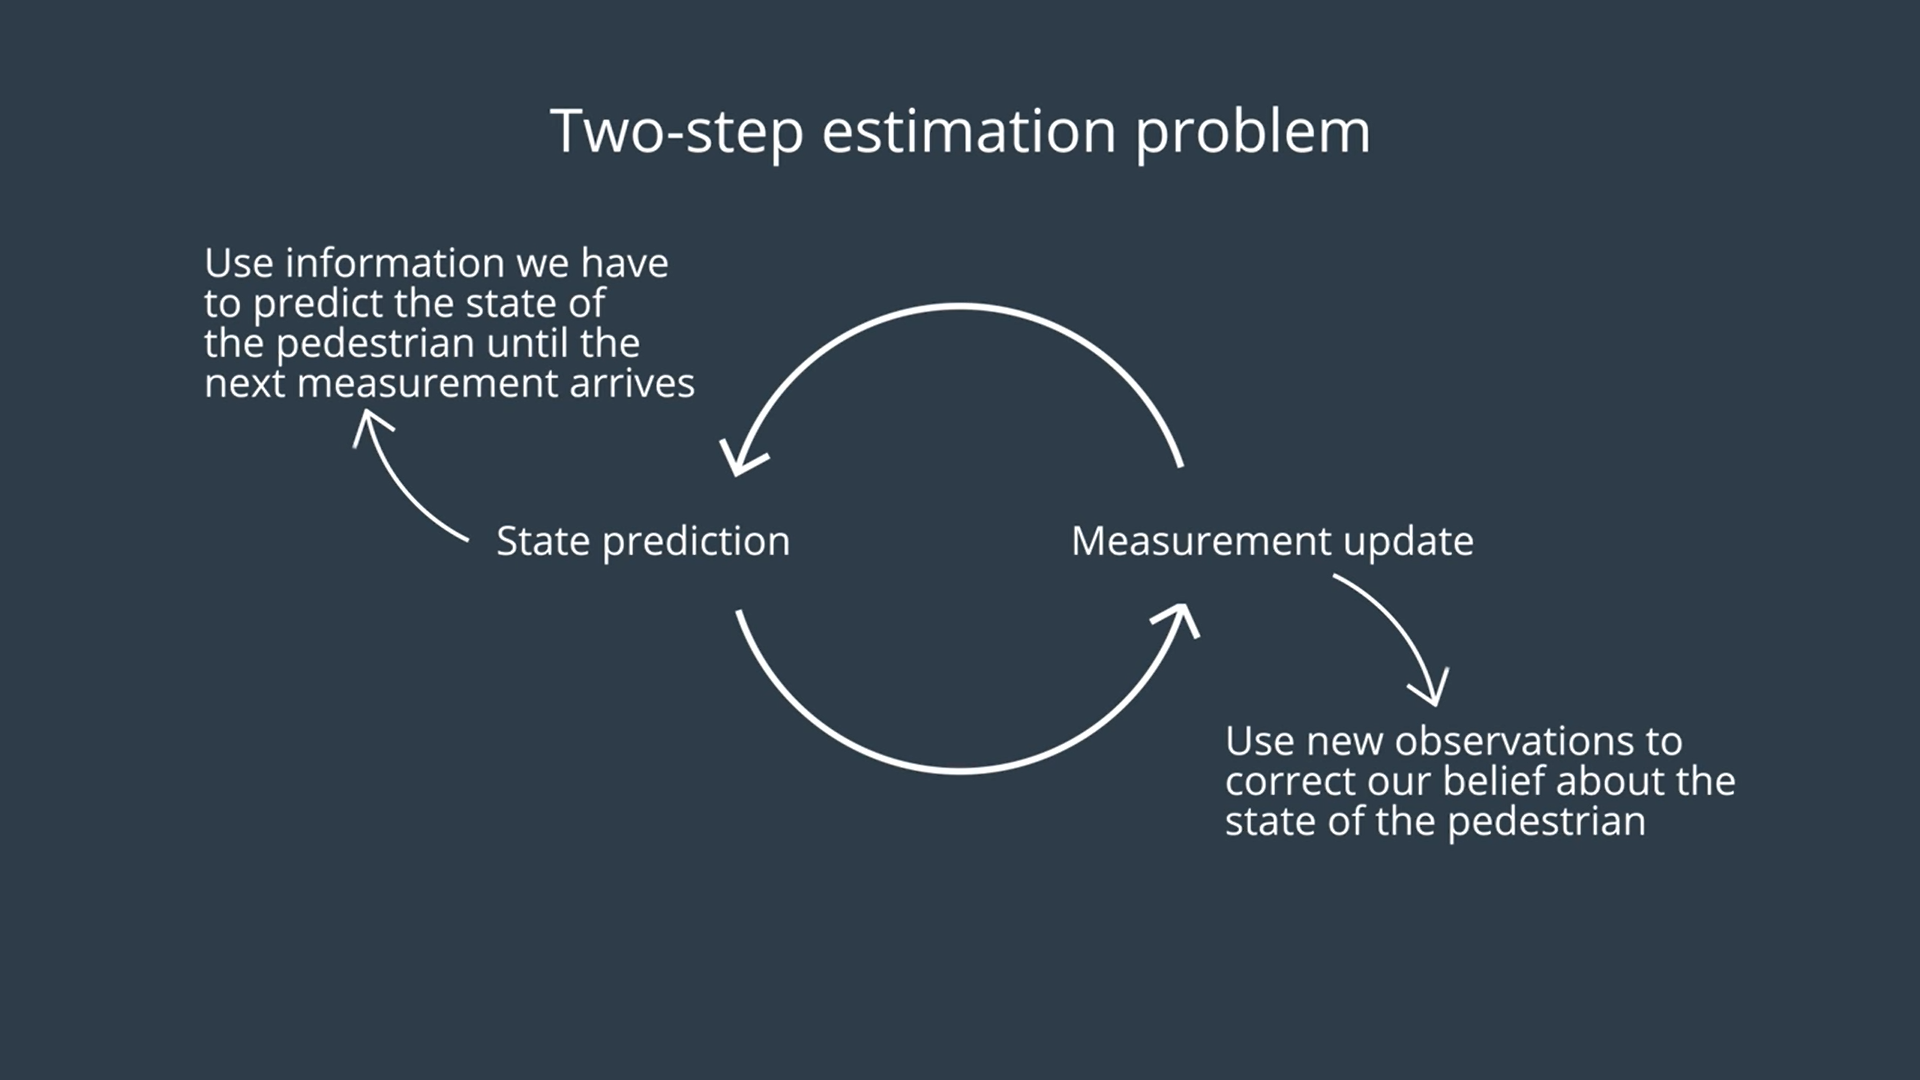 Two-step estimation problem
Use information we have
to predict the state of
the pedestrian until the
next measurement arrives
State prediction
Measurement update
Use new observations to
correct our belief about the
state of the pedestrian